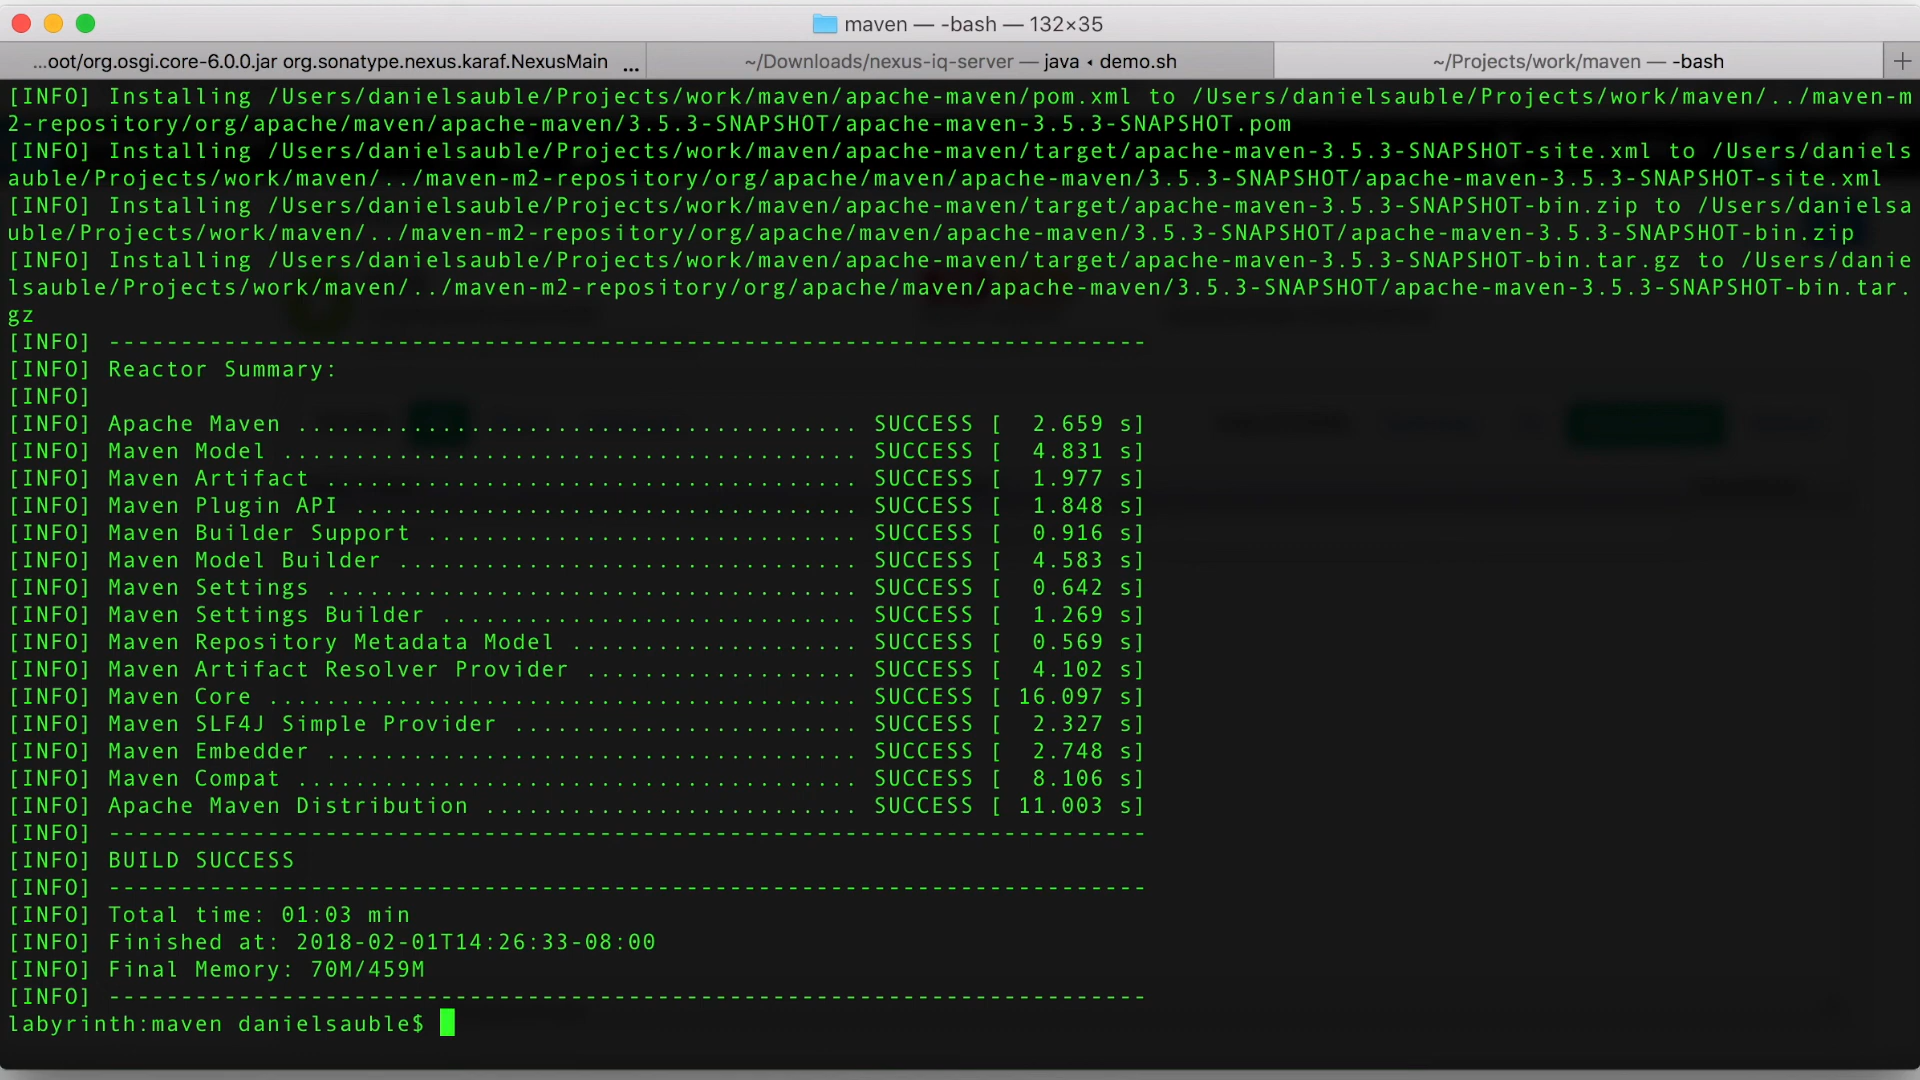 maven — -bash — 132×35
...oot/org.osgi.core-6.0.0.jar org.sonatype.nexus.karaf.NexusMain ...
~/Downloads/nexus-iq-server — java ◂ demo.sh
~/Projects/work/maven — -bash
[INFO] Installing /Users/danielsauble/Projects/work/maven/apache-maven/pom.xml to /Users/danielsauble/Projects/work/maven/../maven-m
2-repository/org/apache/maven/apache-maven/3.5.3-SNAPSHOT/apache-maven-3.5.3-SNAPSHOT.pom
[INFO] Installing /Users/danielsauble/Projects/work/maven/apache-maven/target/apache-maven-3.5.3-SNAPSHOT-site.xml to /Users/daniels
auble/Projects/work/maven/../maven-m2-repository/org/apache/maven/apache-maven/3.5.3-SNAPSHOT/apache-maven-3.5.3-SNAPSHOT-site.xml
[INFO] Installing /Users/danielsauble/Projects/work/maven/apache-maven/target/apache-maven-3.5.3-SNAPSHOT-bin.zip to /Users/danielsa
uble/Projects/work/maven/../maven-m2-repository/org/apache/maven/apache-maven/3.5.3-SNAPSHOT/apache-maven-3.5.3-SNAPSHOT-bin.zip
[INFO] Installing /Users/danielsauble/Projects/work/maven/apache-maven/target/apache-maven-3.5.3-SNAPSHOT-bin.tar.gz to /Users/danie
lsauble/Projects/work/maven/../maven-m2-repository/org/apache/maven/apache-maven/3.5.3-SNAPSHOT/apache-maven-3.5.3-SNAPSHOT-bin.tar.
gz
[INFO] ------------------------------------------------------------------------
[INFO] Reactor Summary:
[INFO]
[INFO] Apache Maven ....................................... SUCCESS [  2.659 s]
[INFO] Maven Model ........................................ SUCCESS [  4.831 s]
[INFO] Maven Artifact ..................................... SUCCESS [  1.977 s]
[INFO] Maven Plugin API ................................... SUCCESS [  1.848 s]
[INFO] Maven Builder Support .............................. SUCCESS [  0.916 s]
[INFO] Maven Model Builder ................................ SUCCESS [  4.583 s]
[INFO] Maven Settings ..................................... SUCCESS [  0.642 s]
[INFO] Maven Settings Builder ............................. SUCCESS [  1.269 s]
[INFO] Maven Repository Metadata Model .................... SUCCESS [  0.569 s]
[INFO] Maven Artifact Resolver Provider ................... SUCCESS [  4.102 s]
[INFO] Maven Core ......................................... SUCCESS [ 16.097 s]
[INFO] Maven SLF4J Simple Provider ........................ SUCCESS [  2.327 s]
[INFO] Maven Embedder ..................................... SUCCESS [  2.748 s]
[INFO] Maven Compat ....................................... SUCCESS [  8.106 s]
[INFO] Apache Maven Distribution .......................... SUCCESS [ 11.003 s]
[INFO] ------------------------------------------------------------------------
[INFO] BUILD SUCCESS
[INFO] ------------------------------------------------------------------------
[INFO] Total time: 01:03 min
[INFO] Finished at: 2018-02-01T14:26:33-08:00
[INFO] Final Memory: 70M/459M
[INFO] ------------------------------------------------------------------------
labyrinth:maven danielsauble$